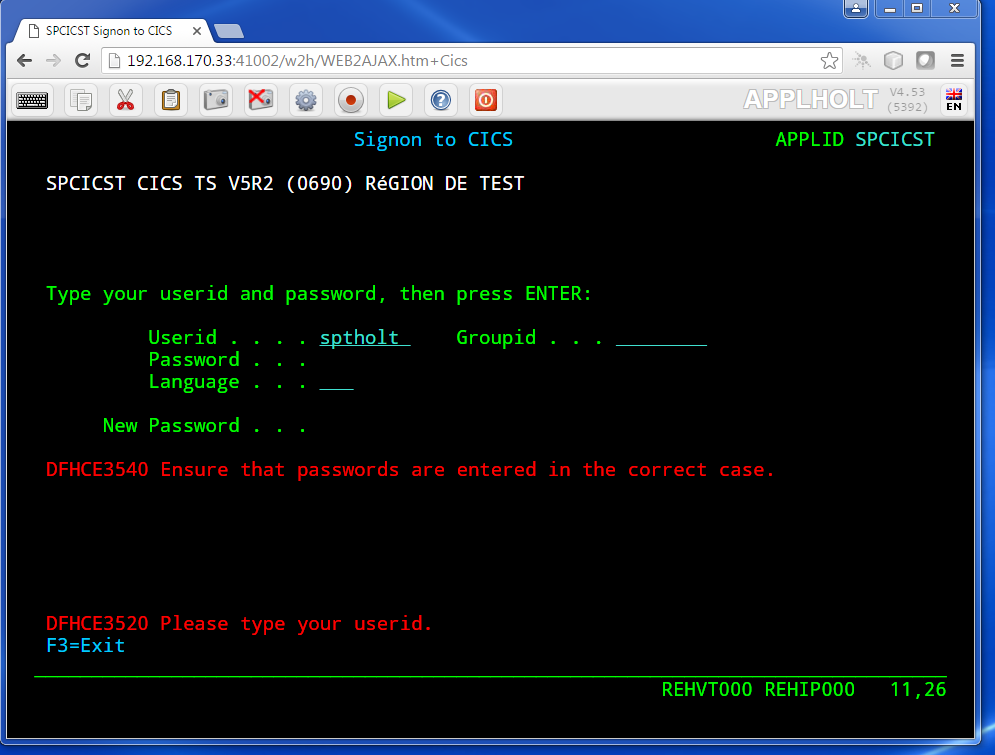 SPCICST Signon to CICS
192.168.170.33:41002/w2h/WEB2AJAX.htm+Cics
APPLHOLT V4.53
(5392)
EN
Signon to CICS APPLID SPCICST
SPCICST CICS TS V5R2 (0690) RéGION DE TEST
Type your userid and password, then press ENTER:
Userid . . . . sptholt_ Groupid . . . ________
Password . . .
Language . . . ___
New Password . . .
DFHCE3540 Ensure that passwords are entered in the correct case.
DFHCE3520 Please type your userid.
F3=Exit
REHVT000 REHIP000 11,26